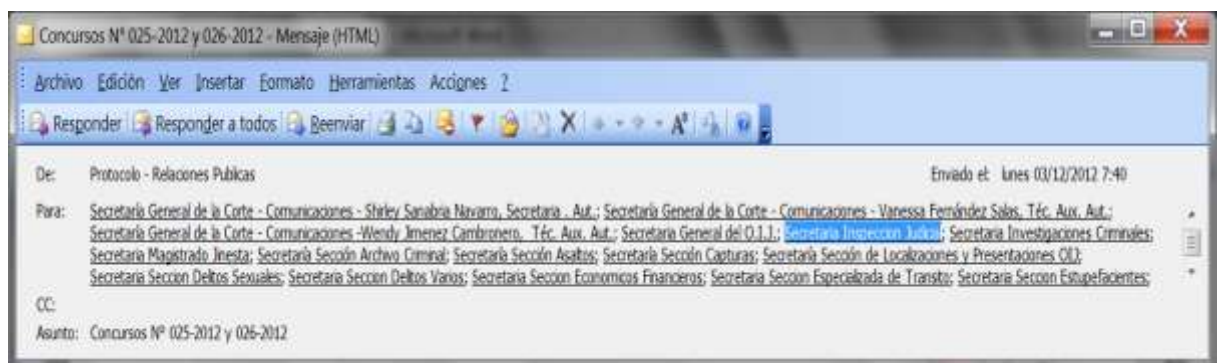 Concursos N° 025-2012 y 026-2012 - Mensaje (HTML)
Archivo Edición Ver Insertar Formato Herramientas Acciones ?
Responder Responder a todos Reenviar
De: Protocolo - Relaciones Publicas Enviado el: lunes 03/12/2012 7:40
Para: Secretaría General de la Corte - Comunicaciones - Shirley Sanabria Navarro, Secretaria . Aut.; Secretaría General de la Corte - Comunicaciones - Vanessa Fernández Salas, Téc. Aux. Aut.;
Secretaría General de la Corte - Comunicaciones -Wendy Jimenez Cambronero, Téc. Aux. Aut.; Secretaria General del O.I.J.; Secretaria Inspeccion Judicial; Secretaria Investigaciones Criminales;
Secretaria Magistrado Jinesta; Secretaría Sección Archivo Criminal; Secretaría Sección Asaltos; Secretaría Sección Capturas; Secretaría Sección de Localizaciones y Presentaciones OIJ;
Secretaria Seccion Delitos Sexuales; Secretaria Seccion Delitos Varios; Secretaria Seccion Economicos Financieros; Secretaria Seccion Especializada de Transito; Secretaria Seccion Estupefacientes;
CC:
Asunto: Concursos N° 025-2012 y 026-2012